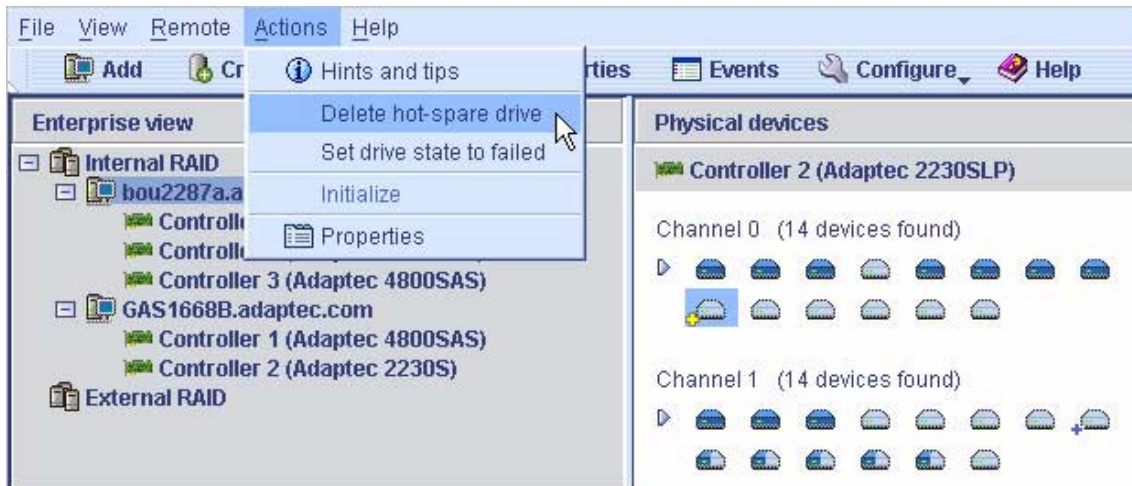 File View Remote Actions Help
Add Cr rties Events Configure Help
Hints and tips
Delete hot-spare drive
Set drive state to failed
Initialize
Properties
Enterprise view
Internal RAID
bou2287a.a
Controlle
Controlle
Controller 3 (Adaptec 4800SAS)
GAS1668B.adaptec.com
Controller 1 (Adaptec 4800SAS)
Controller 2 (Adaptec 2230S)
External RAID
Physical devices
Controller 2 (Adaptec 2230SLP)
Channel 0 (14 devices found)
Channel 1 (14 devices found)